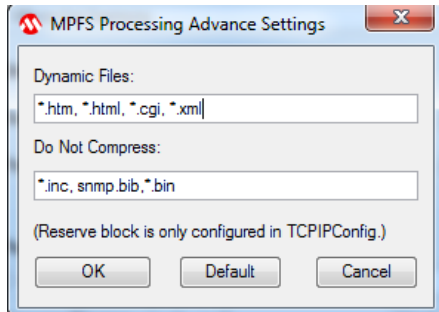 MPFS Processing Advance Settings
Dynamic Files:
*.htm, *.html, *.cgi, *.xml
Do Not Compress:
*.inc, snmp.bib,*.bin
(Reserve block is only configured in TCPIPConfig.)
OK Default Cancel